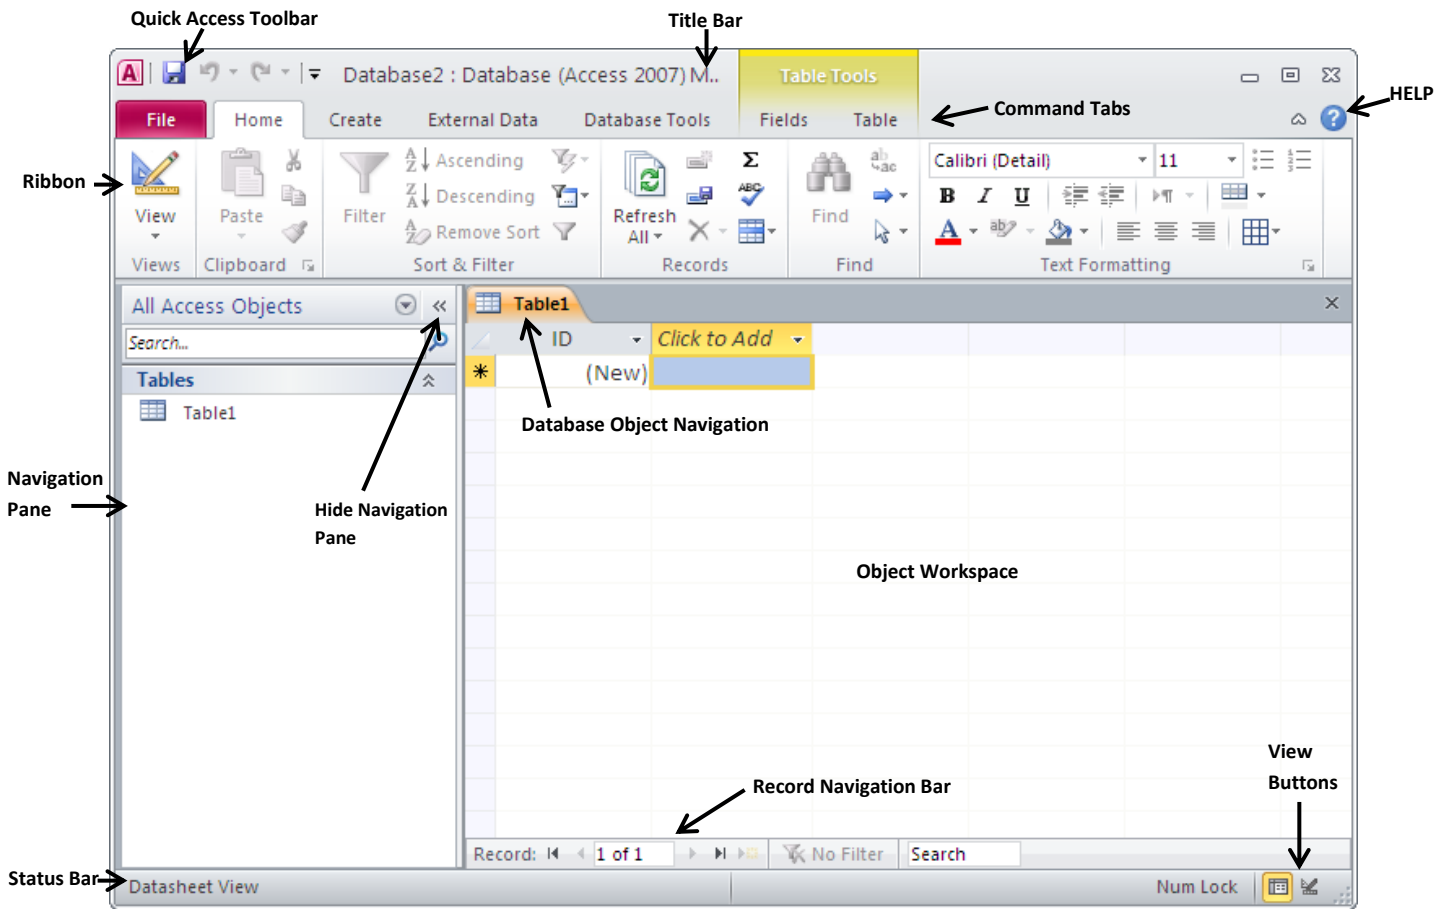 Quick Access Toolbar
Title Bar
A
Database2 : Database (Access 2007) M..
Table Tools
HELP
File
Home
Create
External Data
Database Tools
Fields
Table
Command Tabs
?
Ribbon
View
Paste
Filter
Ascending
Descending
Remove Sort
Refresh
All
ABC
Σ
Find
ab
ac
Calibri (Detail)
11
B I U
A
ab
Views
Clipboard
Sort & Filter
Records
Find
Text Formatting
All Access Objects
«
Search...
Tables
Table1
Table1
ID
Click to Add
(New)
Database Object Navigation
Navigation
Pane
Hide Navigation
Pane
Object Workspace
View
Buttons
Record Navigation Bar
Record:
1 of 1
No Filter
Search
Status Bar
Datasheet View
Num Lock